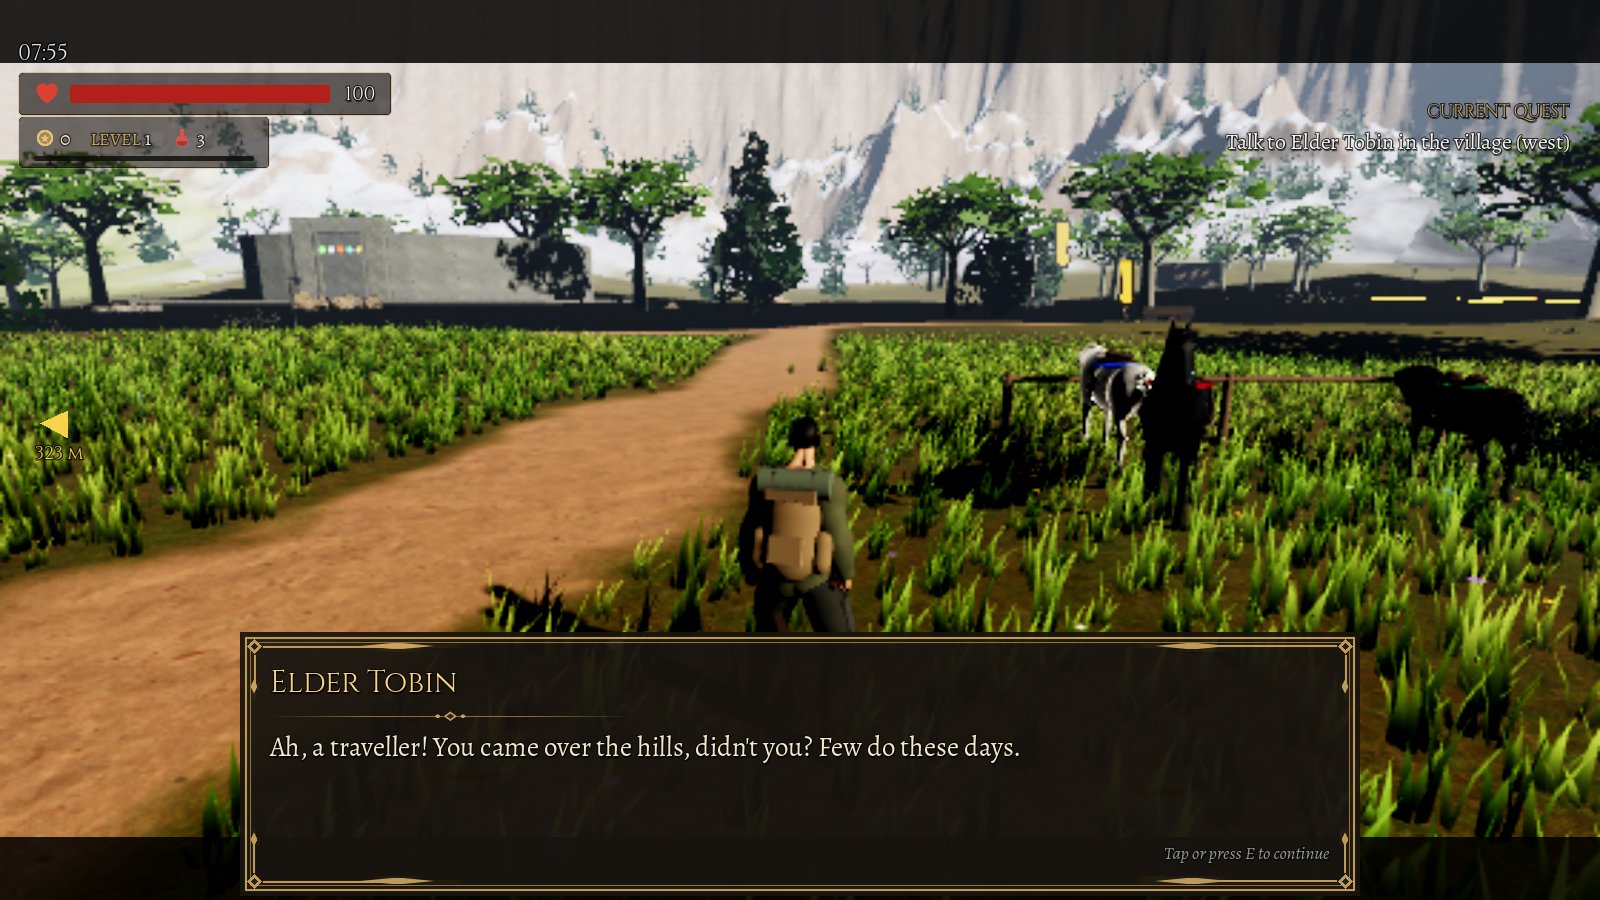 07:55
100
0 LEVEL 1 3
CURRENT QUEST
Talk to Elder Tobin in the village (west)
323 M
ELDER TOBIN
Ah, a traveller! You came over the hills, didn't you? Few do these days.
Tap or press E to continue